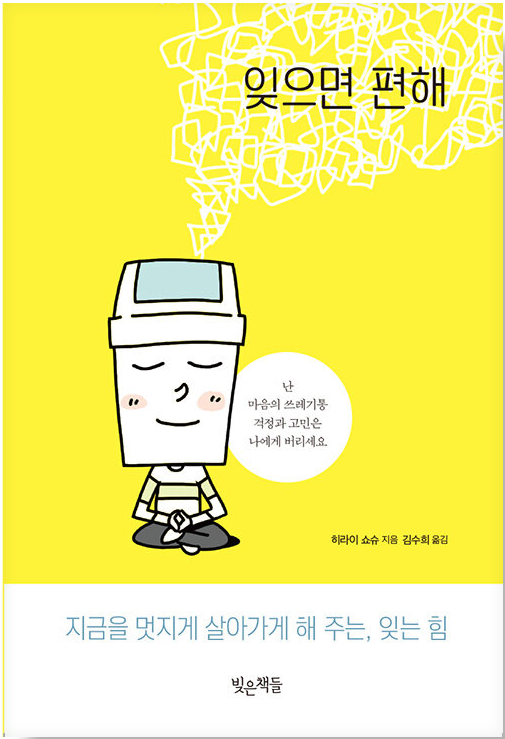 잊으면 편해
난
마음의 쓰레기통
걱정과 고민은
나에게 버리세요
히라이 쇼슈 지음 김수희 옮김
지금을 멋지게 살아가게 해 주는, 잊는 힘
빚은책들